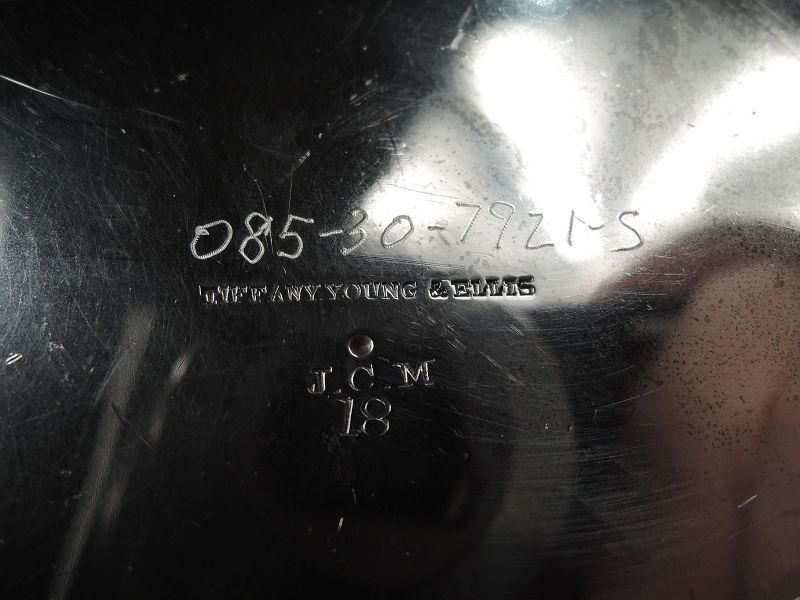 085-30-7921-S
TIFFANY.YOUNG & ELLIS
J.C.M
18